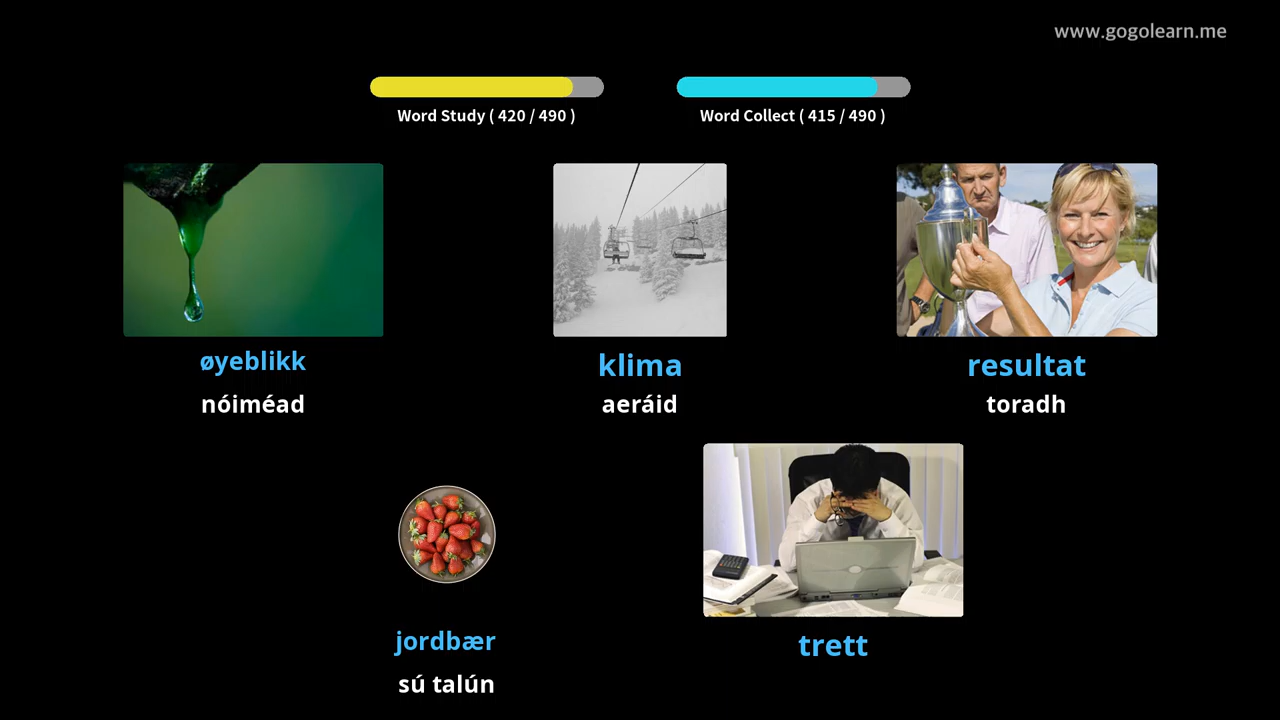 www.gogolearn.me
Word Study ( 420 / 490 )
Word Collect ( 415 / 490 )
øyeblikk
nóiméad
klima
aeráid
resultat
toradh
jordbær
sú talún
trett